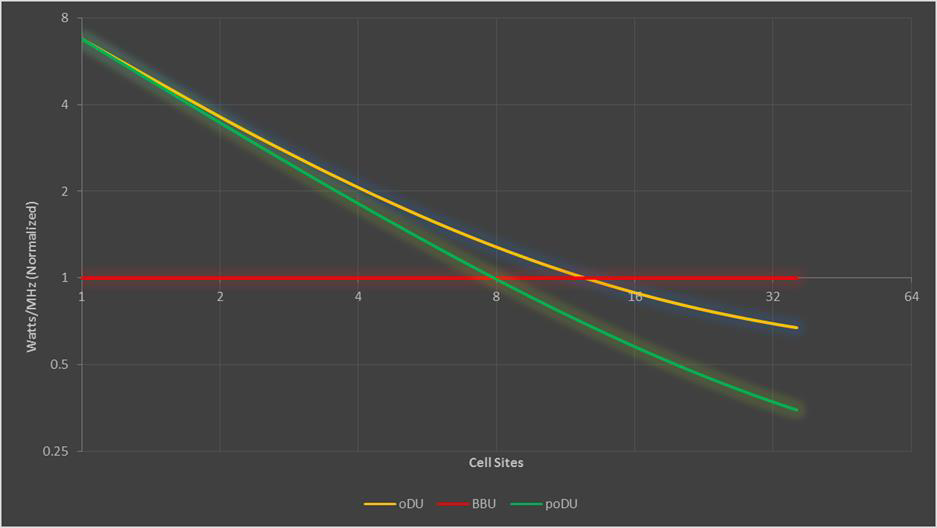 8
4
2
1
0.5
0.25
Watts/MHz (Normalized)
1 2 4 8 16 32 64
Cell Sites
oDU BBU poDU